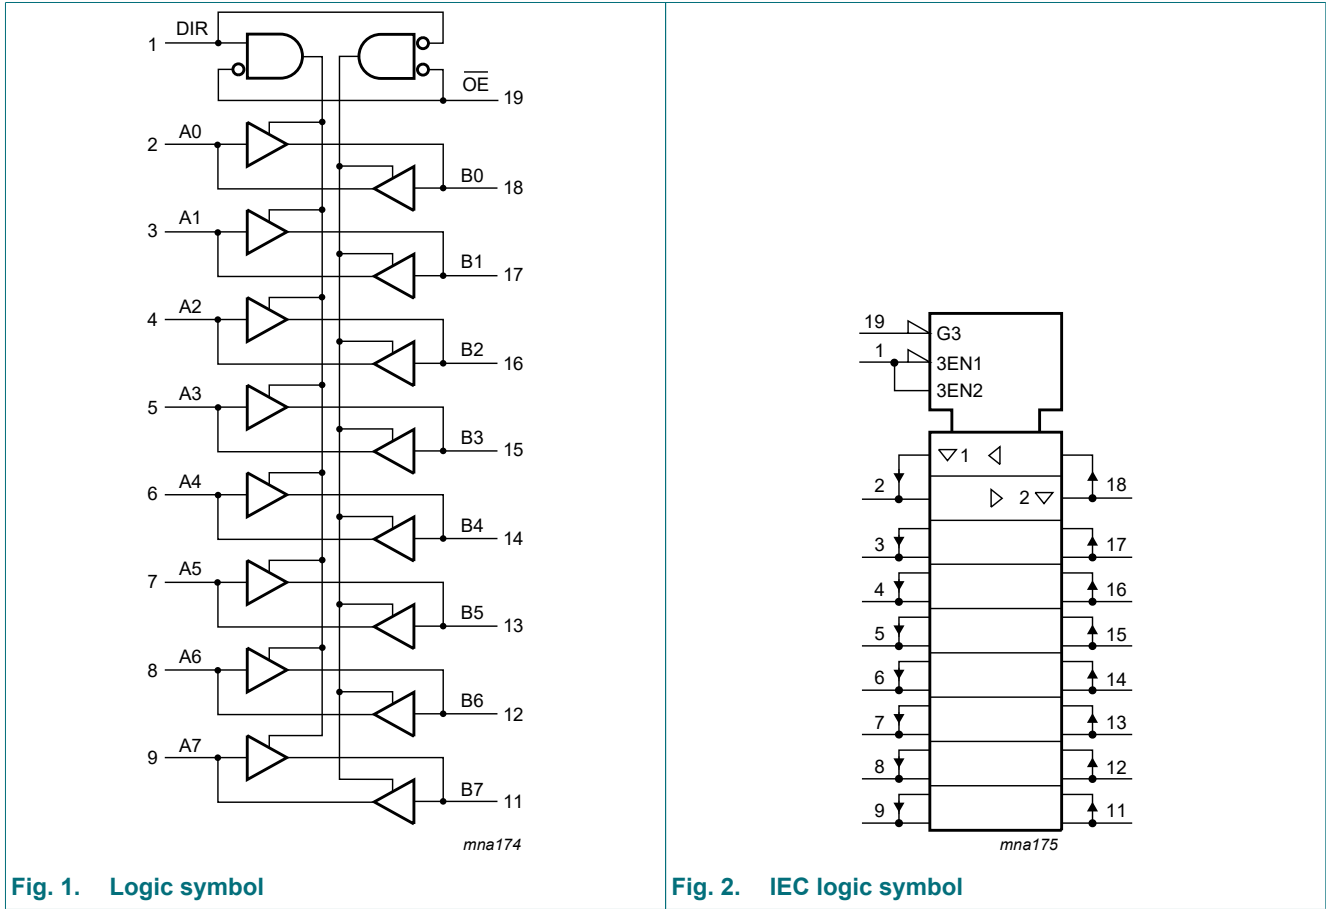 DIR
1
OE
19
2 A0
B0 18
3 A1
B1 17
4 A2
B2 16
5 A3
B3 15
6 A4
B4 14
7 A5
B5 13
8 A6
B6 12
9 A7
B7 11
mna174
Fig. 1. Logic symbol
19 G3
1 3EN1
3EN2
1
2 18
2
3 17
4 16
5 15
6 14
7 13
8 12
9 11
mna175
Fig. 2. IEC logic symbol